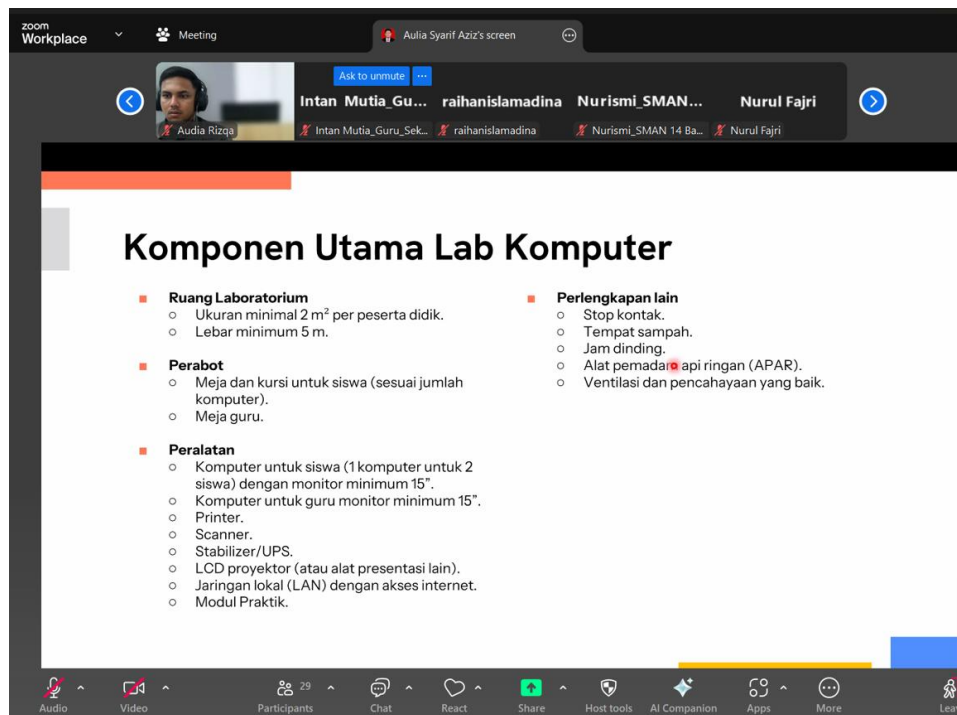 zoom
Workplace
Meeting
Aulia Syarif Aziz's screen
Ask to unmute
Intan Mutia_Gu...
raihanislamadina
Nurismi_SMAN...
Nurul Fajri
Audia Rizqa
Intan Mutia_Guru_Sek...
raihanislamadina
Nurismi_SMAN 14 Ba...
Nurul Fajri
Komponen Utama Lab Komputer
Ruang Laboratorium
Ukuran minimal 2 m² per peserta didik.
Lebar minimum 5 m.
Perabot
Meja dan kursi untuk siswa (sesuai jumlah
komputer).
Meja guru.
Peralatan
Komputer untuk siswa (1 komputer untuk 2
siswa) dengan monitor minimum 15”.
Komputer untuk guru monitor minimum 15”.
Printer.
Scanner.
Stabilizer/UPS.
LCD proyektor (atau alat presentasi lain).
Jaringan lokal (LAN) dengan akses internet.
Modul Praktik.
Perlengkapan lain
Stop kontak.
Tempat sampah.
Jam dinding.
Alat pemadam api ringan (APAR).
Ventilasi dan pencahayaan yang baik.
Audio
Video
Participants
29
Chat
React
Share
Host tools
AI Companion
Apps
More
Lea